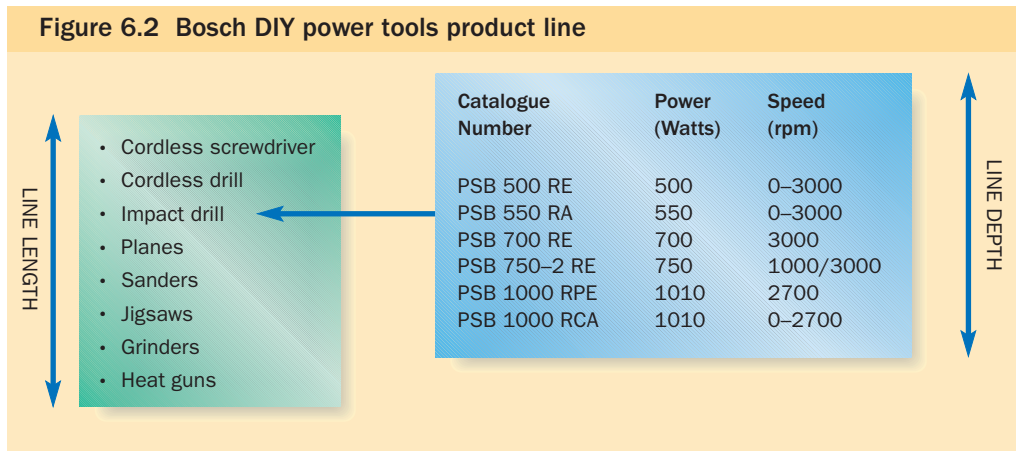 Figure 6.2 Bosch DIY power tools product line
LINE LENGTH
• Cordless screwdriver
• Cordless drill
• Impact drill
• Planes
• Sanders
• Jigsaws
• Grinders
• Heat guns
Catalogue Number Power (Watts) Speed (rpm)
PSB 500 RE 500 0–3000
PSB 550 RA 550 0–3000
PSB 700 RE 700 3000
PSB 750–2 RE 750 1000/3000
PSB 1000 RPE 1010 2700
PSB 1000 RCA 1010 0–2700
LINE DEPTH